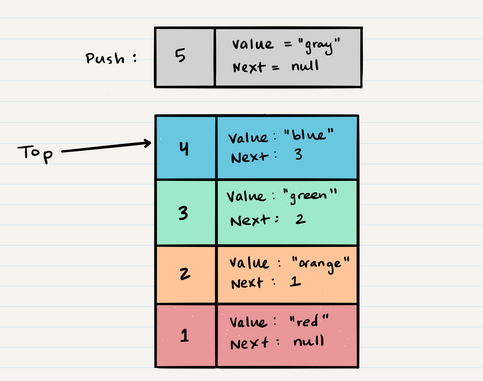 Push :
5
Value = "gray"
Next = null
Top
4
Value : "blue"
Next : 3
3
Value : "green"
Next : 2
2
Value : "orange"
Next : 1
1
Value : "red"
Next : null